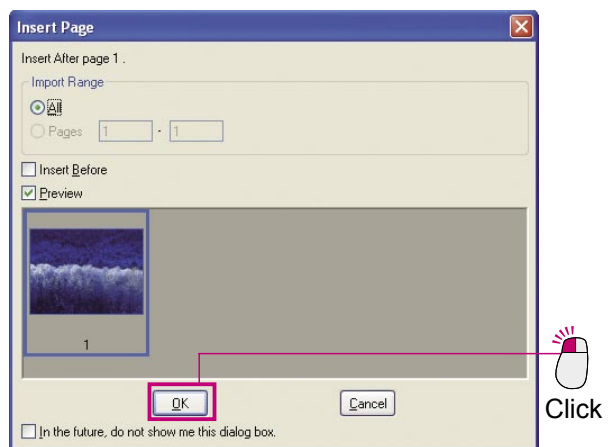 Insert Page
Insert After page 1 .
Import Range
All
Pages 1 - 1
Insert Before
Preview
1
OK Cancel
Click
In the future, do not show me this dialog box.